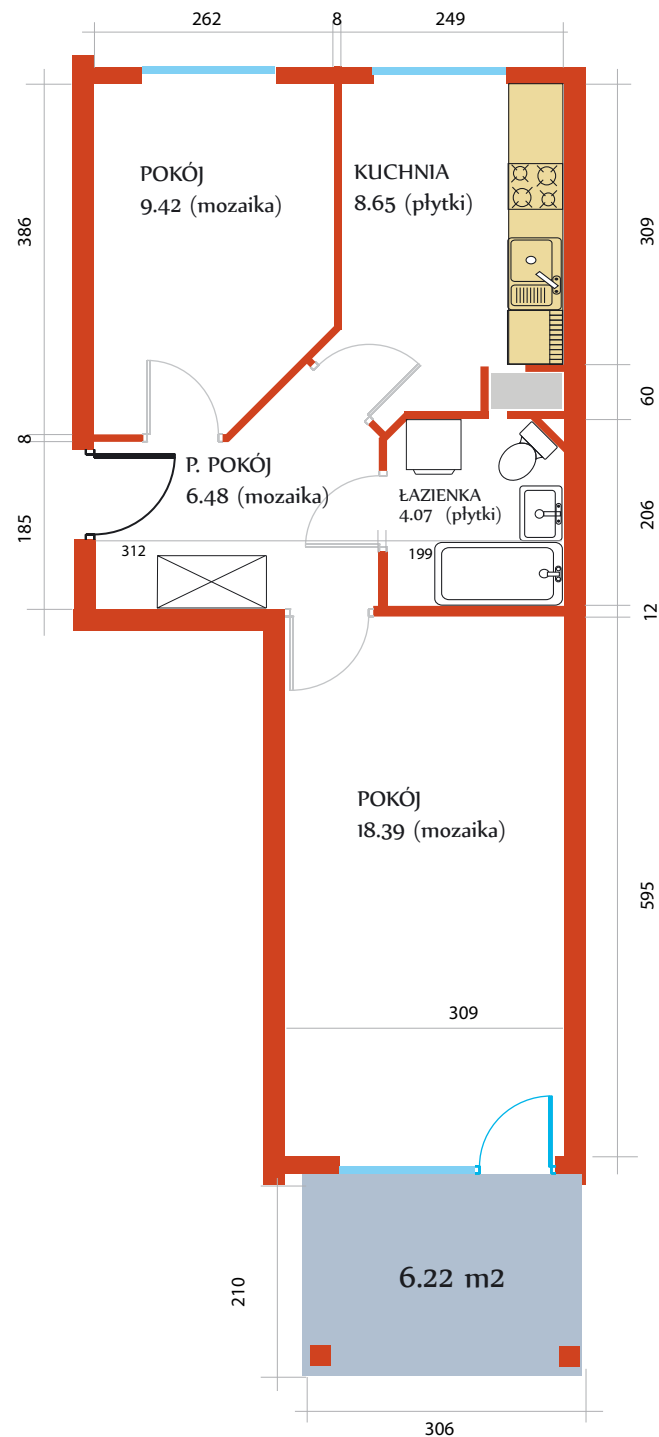 262
8
249
POKÓJ
9.42 (mozaika)
KUCHNIA
8.65 (płytki)
386
309
60
8
P. POKÓJ
6.48 (mozaika)
ŁAZIENKA
4.07 (płytki)
185
206
312
199
12
POKÓJ
18.39 (mozaika)
595
309
6.22 m2
210
306